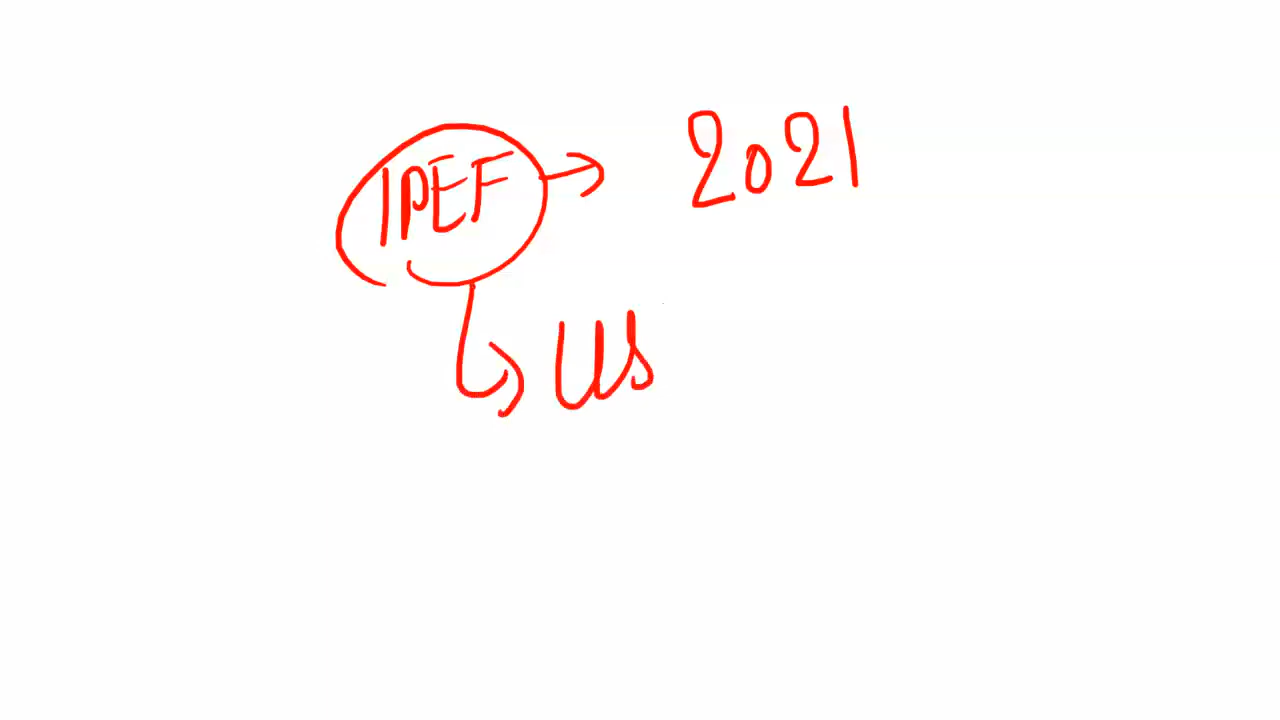 IPEF → 2021
↳ US